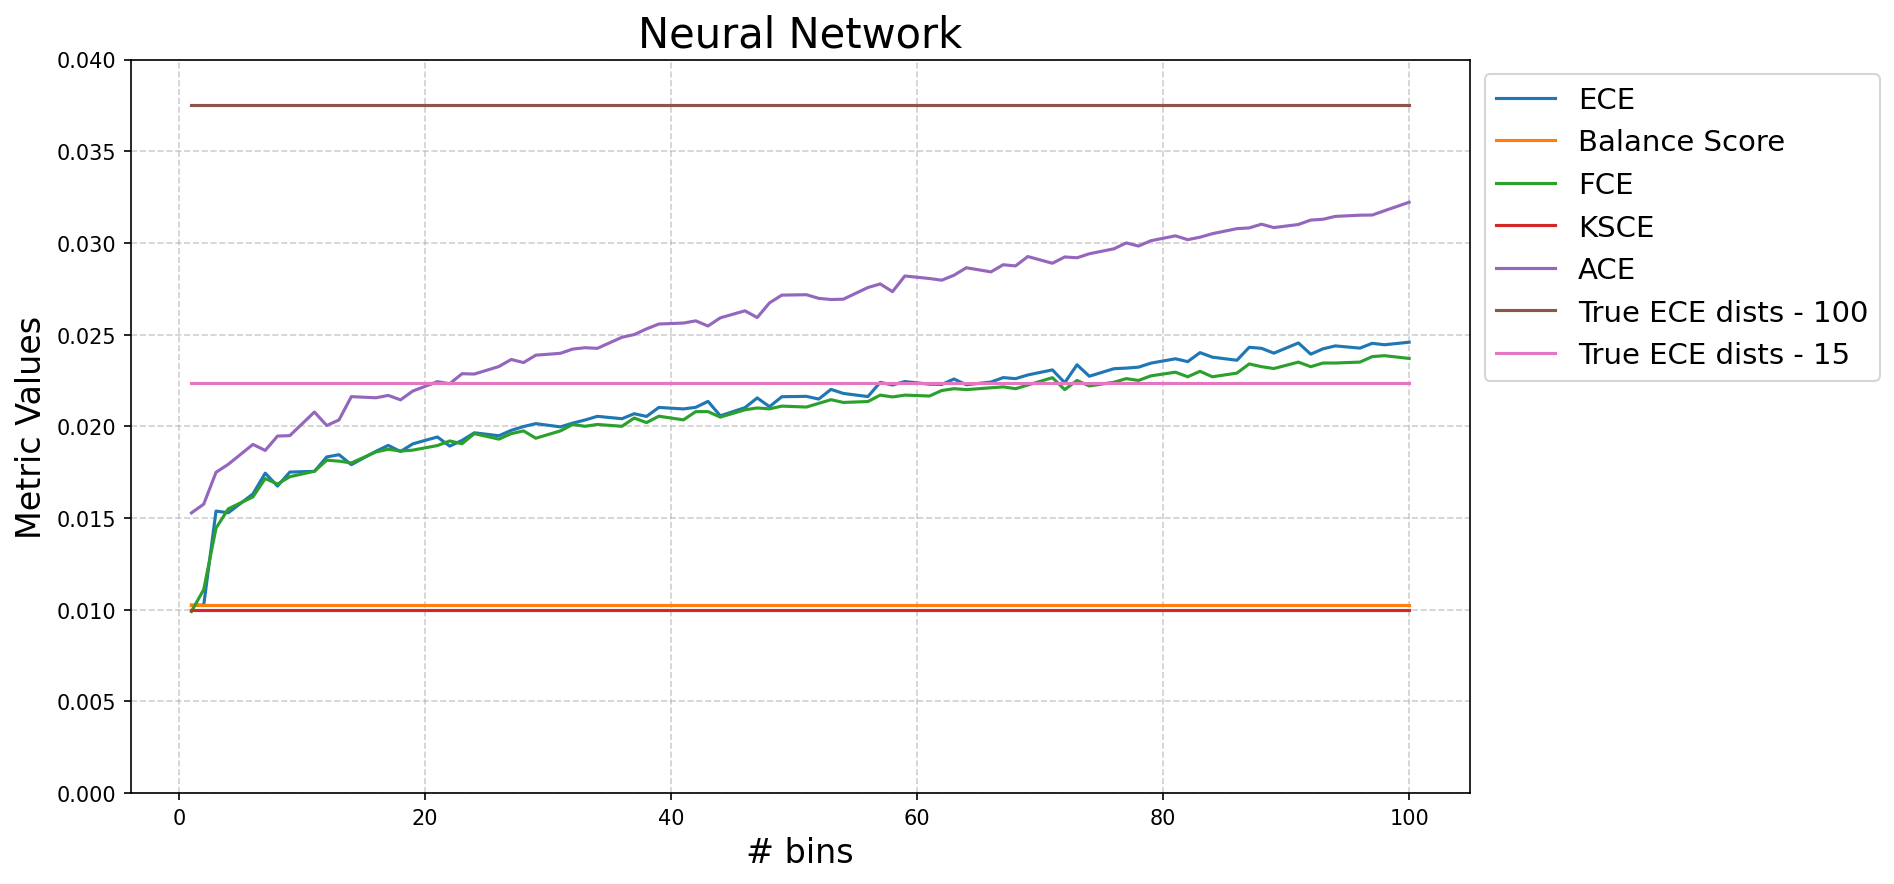 Neural Network
0.040
0.035
0.030
0.025
0.020
0.015
0.010
0.005
0.000
Metric Values
0 20 40 60 80 100
# bins
ECE
Balance Score
FCE
KSCE
ACE
True ECE dists - 100
True ECE dists - 15